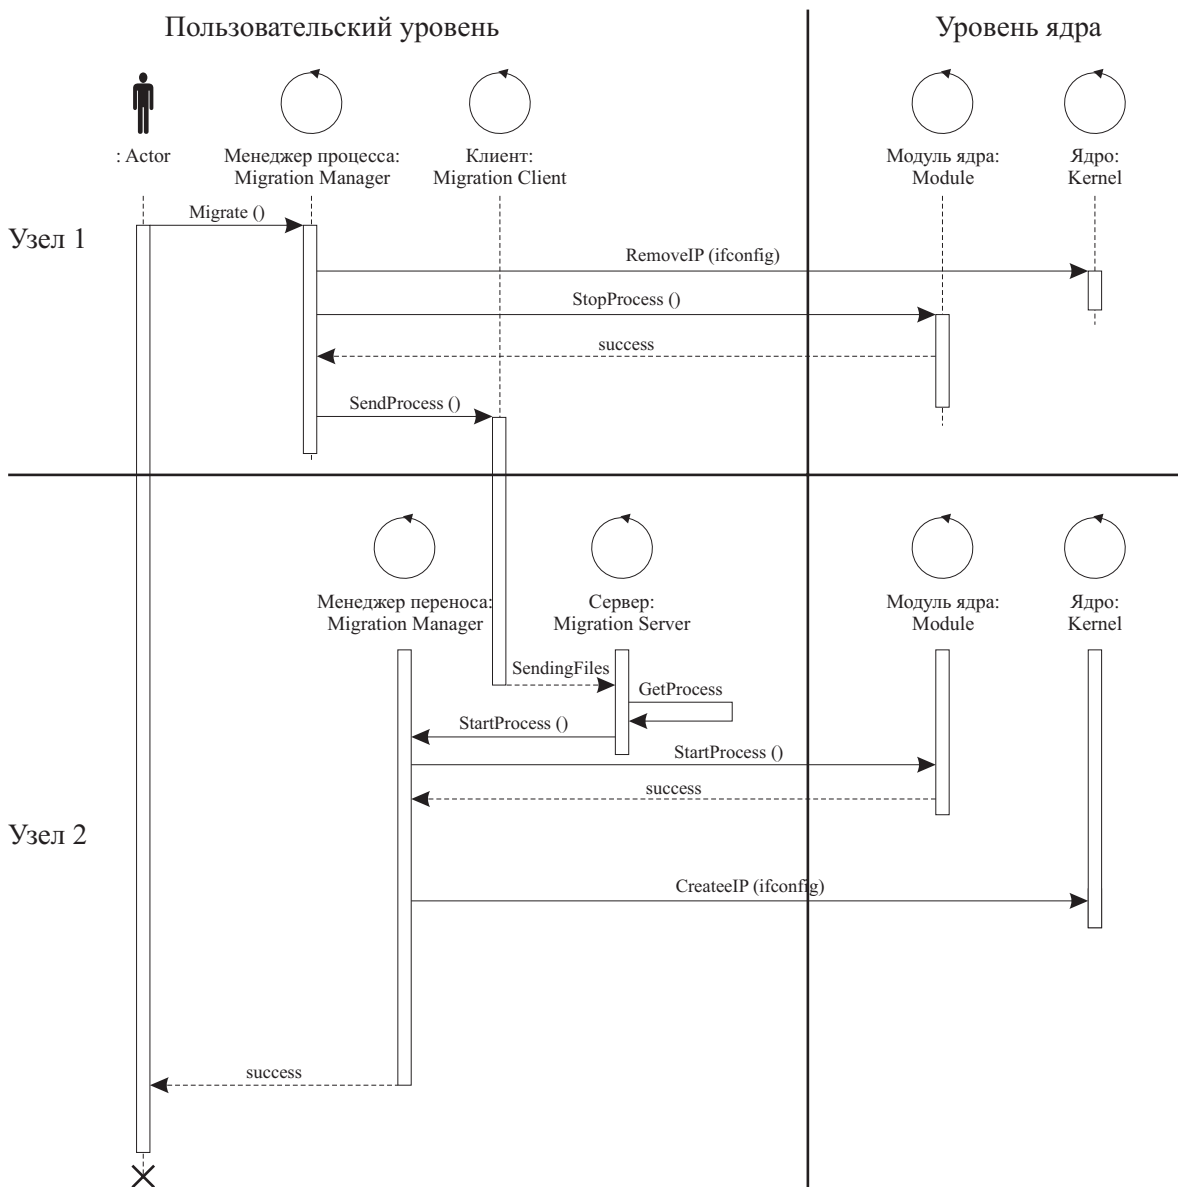 Пользовательский уровень
Уровень ядра
: Actor
Менеджер процесса:
Migration Manager
Клиент:
Migration Client
Модуль ядра:
Module
Ядро:
Kernel
Узел 1
Migrate ()
RemoveIP (ifconfig)
StopProcess ()
success
SendProcess ()
Менеджер переноса:
Migration Manager
Сервер:
Migration Server
Модуль ядра:
Module
Ядро:
Kernel
SendingFiles
GetProcess
StartProcess ()
StartProcess ()
success
Узел 2
CreateeIP (ifconfig)
success